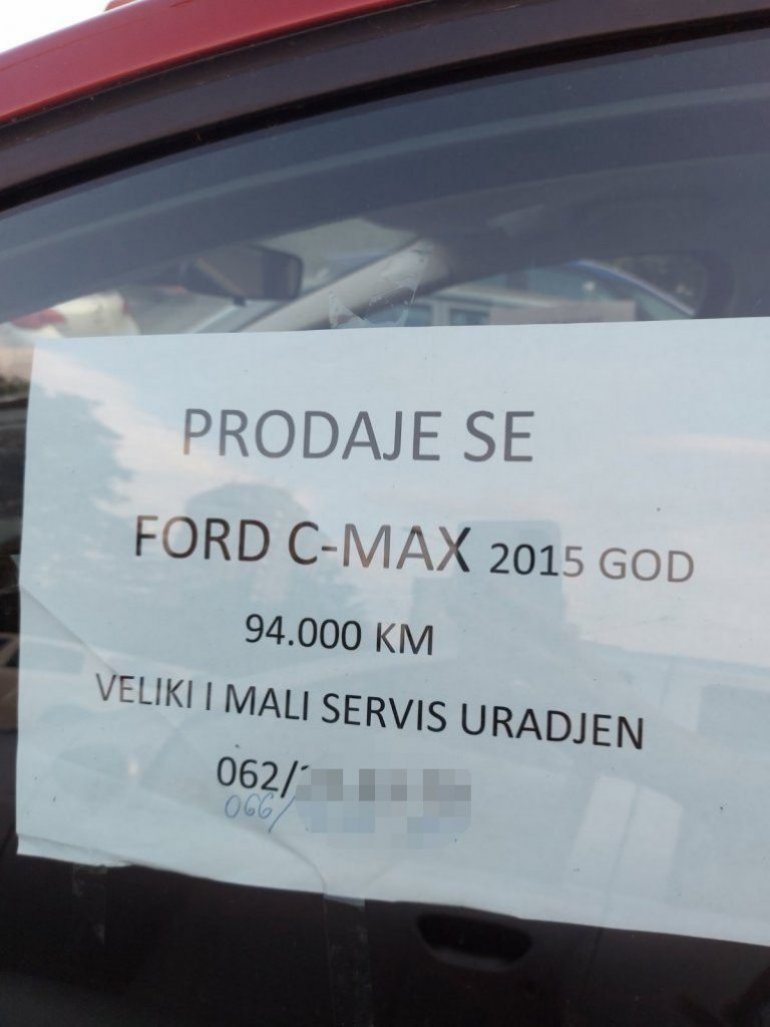 PRODAJE SE
FORD C-MAX 2015 GOD
94.000 KM
VELIKI I MALI SERVIS URADJEN
062/
066/